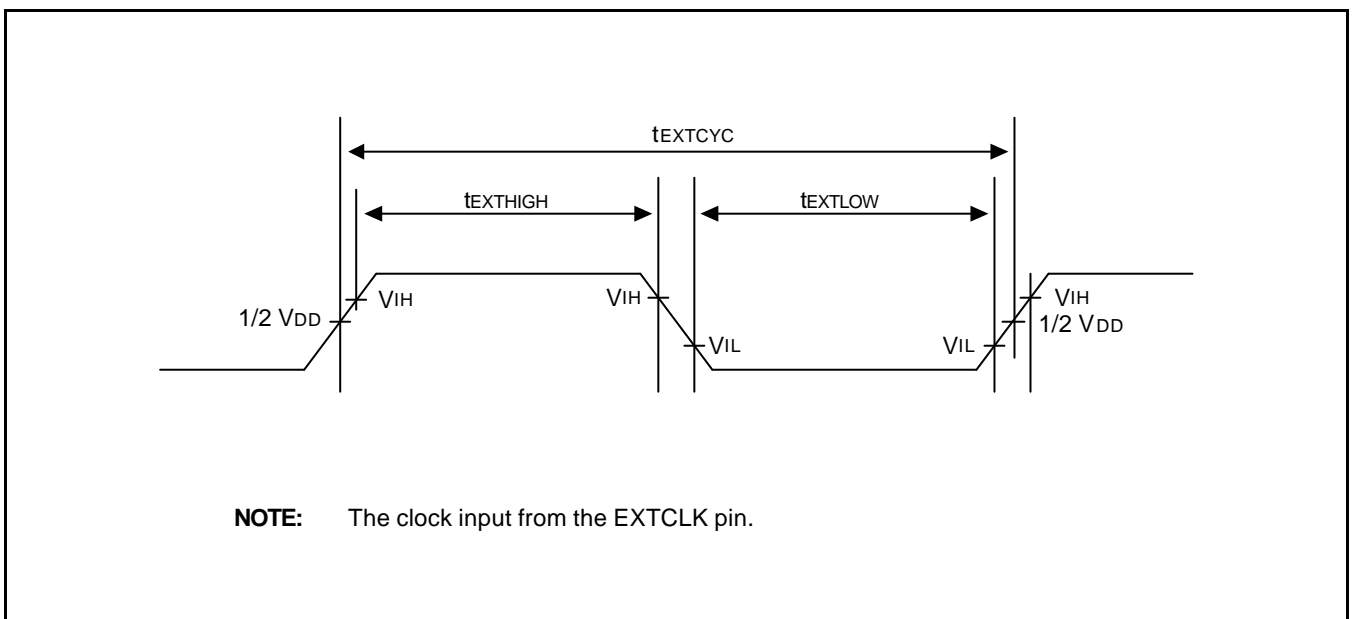 tEXTCYC
tEXTHIGH
tEXTLOW
VIH
VIH
VIH
1/2 VDD
1/2 VDD
VIL
VIL
NOTE: The clock input from the EXTCLK pin.